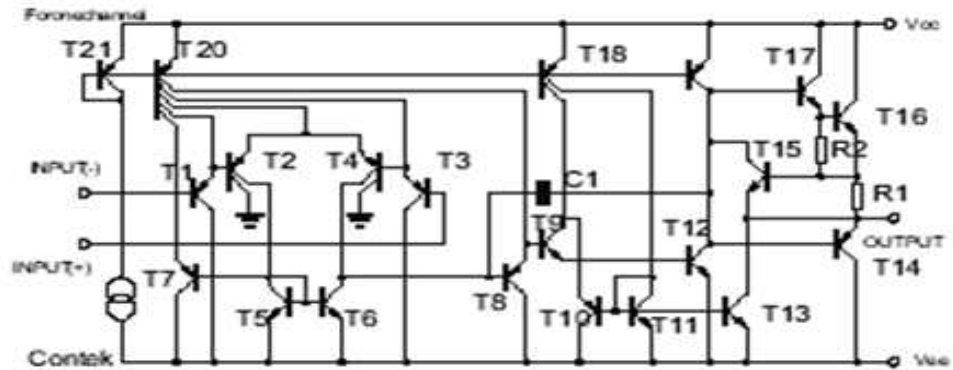 Foronechannel
Vcc
T21
T20
T18
T17
T16
T15
R2
INPUT(-)
T1
T2
T4
T3
C1
R1
T9
T12
OUTPUT
INPUT(+)
T7
T8
T14
T5
T6
T10
T11
T13
Contek
Vee